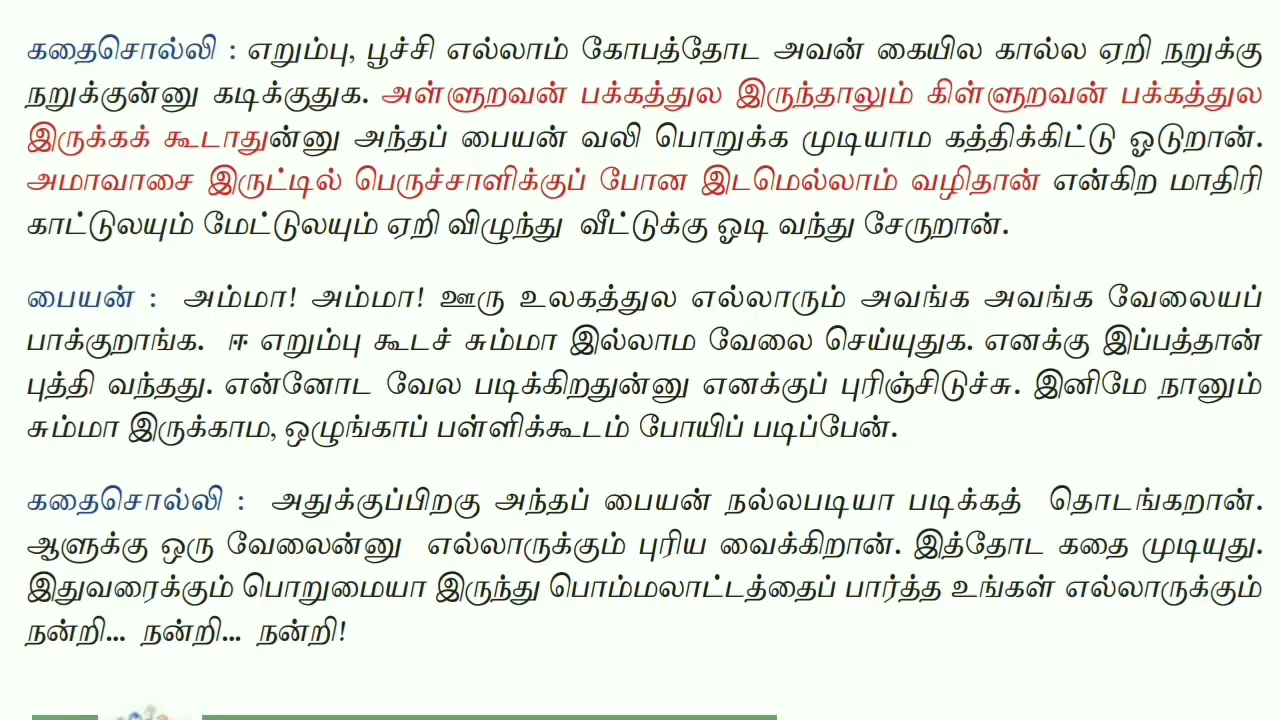 கதைசொல்லி : எறும்பு, பூச்சி எல்லாம் கோபத்தோட அவன் கையில கால்ல ஏறி நறுக்கு
நறுக்குன்னு கடிக்குதுக. அள்ளுறவன் பக்கத்துல இருந்தாலும் கிள்ளுறவன் பக்கத்துல
இருக்கக் கூடாதுன்னு அந்தப் பையன் வலி பொறுக்க முடியாம கத்திக்கிட்டு ஓடுறான்.
அமாவாசை இருட்டில் பெருச்சாளிக்குப் போன இடமெல்லாம் வழிதான் என்கிற மாதிரி
காட்டுலயும் மேட்டுலயும் ஏறி விழுந்து வீட்டுக்கு ஓடி வந்து சேருறான்.
பையன் : அம்மா! அம்மா! ஊரு உலகத்துல எல்லாரும் அவங்க அவங்க வேலையப்
பாக்குறாங்க. ஈ எறும்பு கூடச் சும்மா இல்லாம வேலை செய்யுதுக. எனக்கு இப்பத்தான்
புத்தி வந்தது. என்னோட வேல படிக்கிறதுன்னு எனக்குப் புரிஞ்சிடுச்சு. இனிமே நானும்
சும்மா இருக்காம, ஒழுங்காப் பள்ளிக்கூடம் போயிப் படிப்பேன்.
கதைசொல்லி : அதுக்குப்பிறகு அந்தப் பையன் நல்லபடியா படிக்கத் தொடங்கறான்.
ஆளுக்கு ஒரு வேலைன்னு எல்லாருக்கும் புரிய வைக்கிறான். இத்தோட கதை முடியுது.
இதுவரைக்கும் பொறுமையா இருந்து பொம்மலாட்டத்தைப் பார்த்த உங்கள் எல்லாருக்கும்
நன்றி... நன்றி... நன்றி!